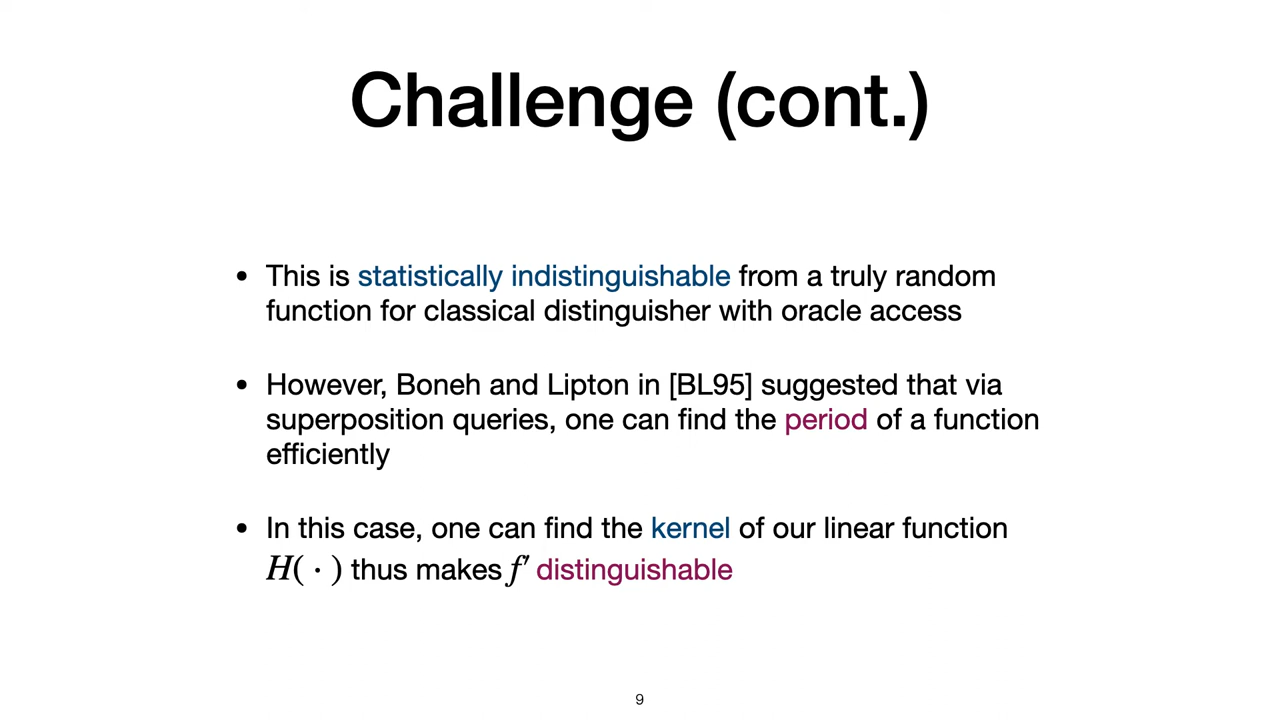 Challenge (cont.)
• This is statistically indistinguishable from a truly random
function for classical distinguisher with oracle access
• However, Boneh and Lipton in [BL95] suggested that via
superposition queries, one can find the period of a function
efficiently
• In this case, one can find the kernel of our linear function
H( · ) thus makes f′ distinguishable
9